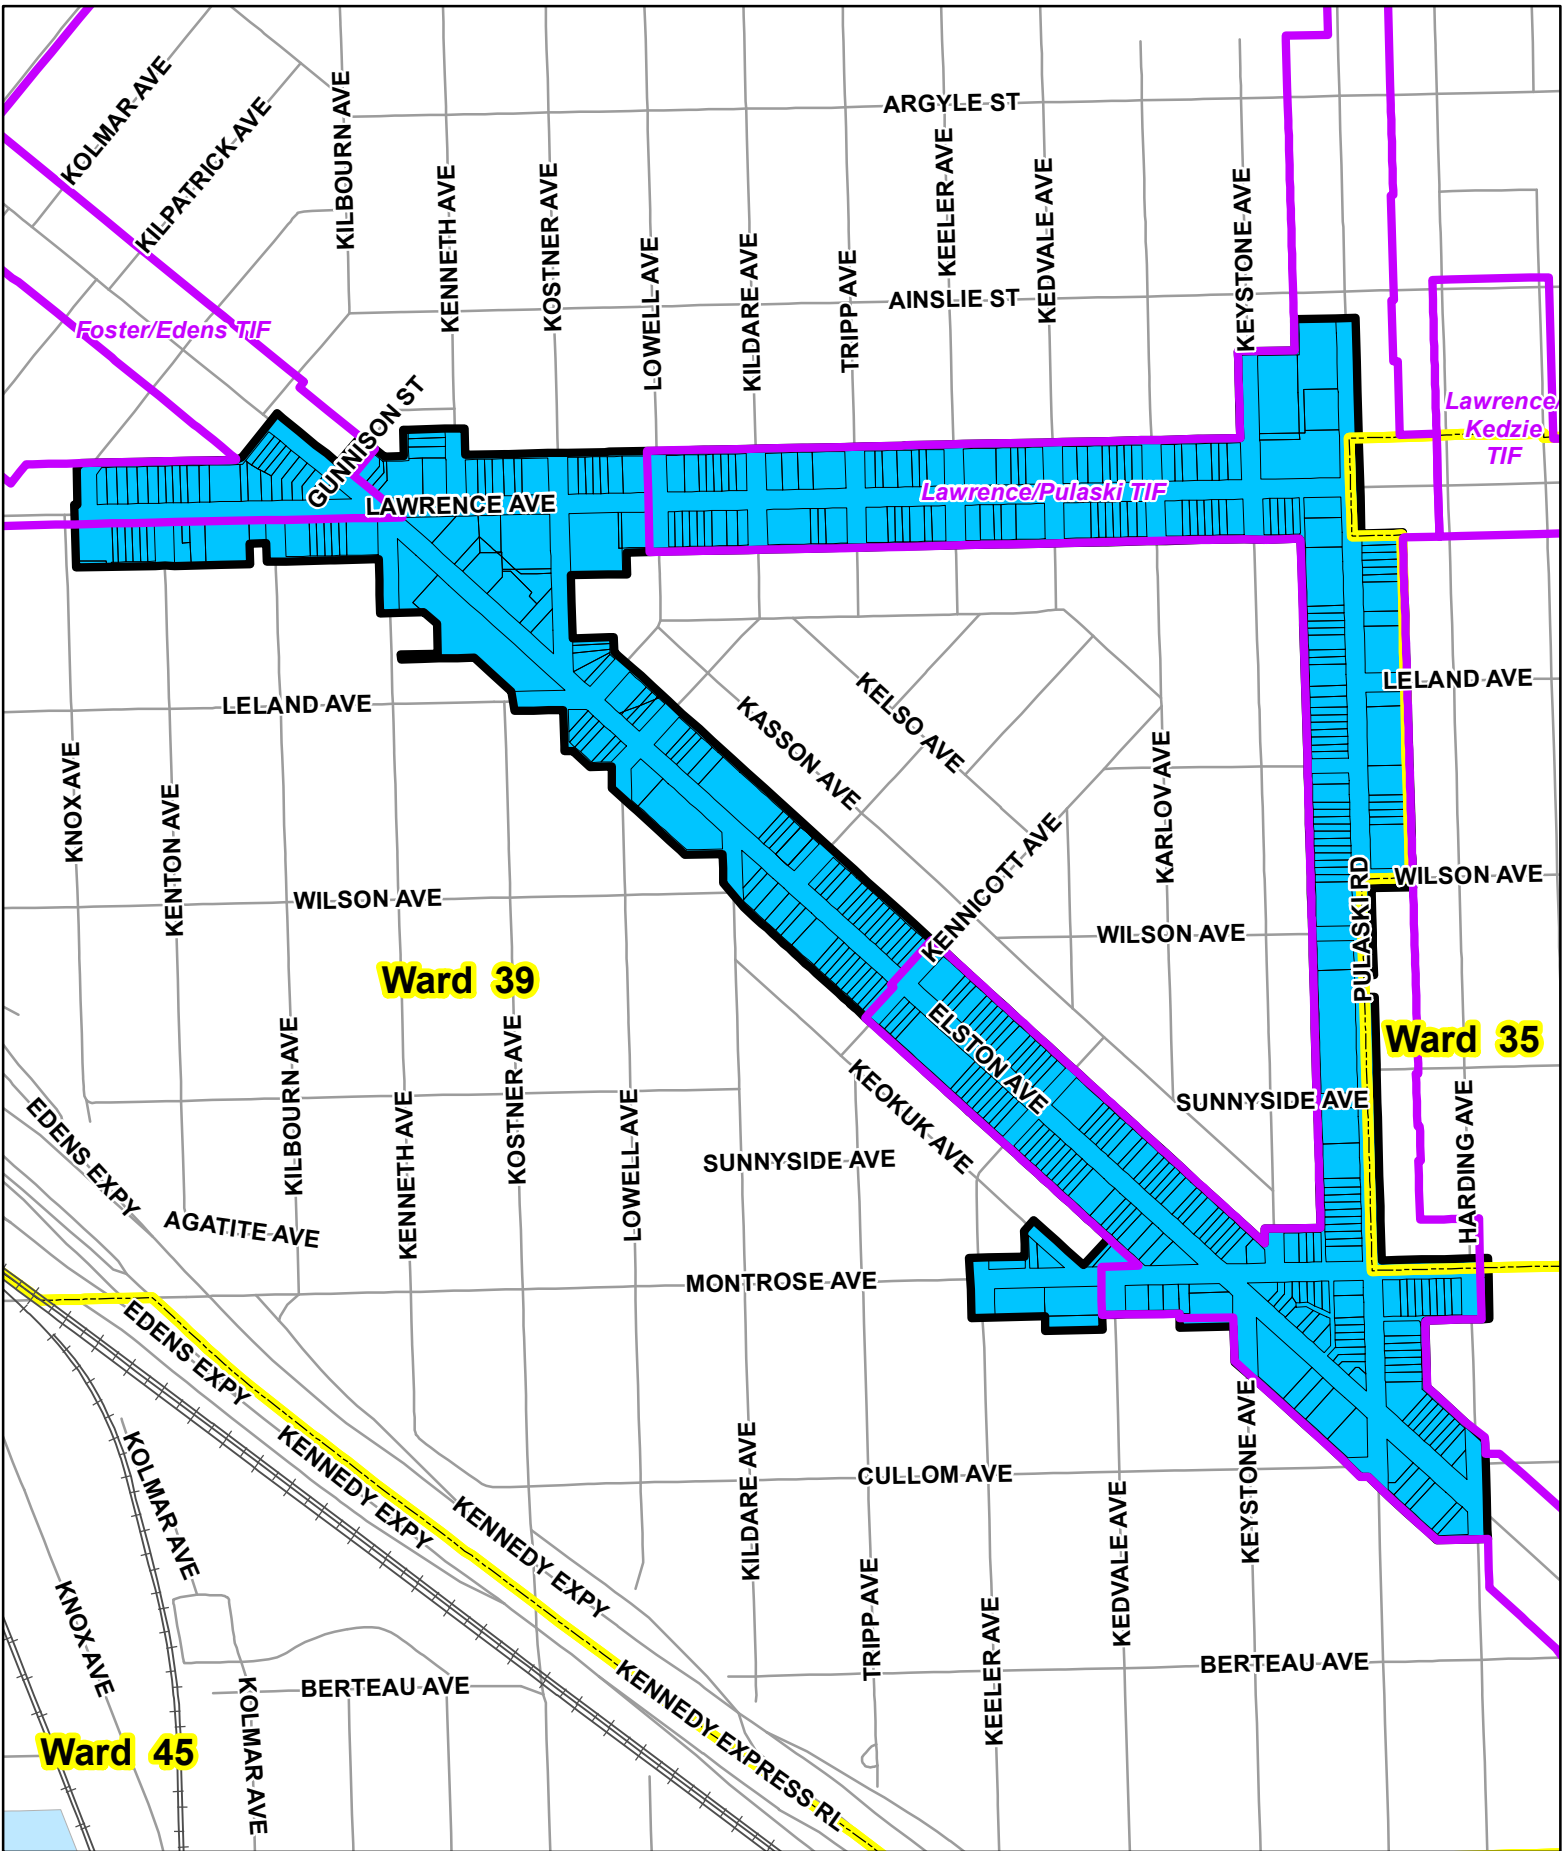 KOLMAR AVE
KILPATRICK AVE
KILBOURN AVE
ARGYLE ST
KENNETH AVE
KOSTNER AVE
LOWELL AVE
KILDARE AVE
TRIPP AVE
KEELER AVE
KEDVALE AVE
KEYSTONE AVE
AINSLIE ST
Foster/Edens TIF
GUNNISON ST
LAWRENCE AVE
Lawrence/Pulaski TIF
Lawrence/
Kedzie
TIF
LELAND AVE
LELAND AVE
KASSON AVE
KELSO AVE
KARLOV AVE
KNOX AVE
KENTON AVE
WILSON AVE
KENNICOTT AVE
WILSON AVE
WILSON AVE
PULASKI RD
Ward 39
Ward 35
ELSTON AVE
KEOKUK AVE
SUNNYSIDE AVE
SUNNYSIDE AVE
HARDING AVE
EDENS EXPY
KILBOURN AVE
KENNETH AVE
KOSTNER AVE
LOWELL AVE
AGATITE AVE
MONTROSE AVE
EDENS EXPY
KENNEDY EXPY
KENNEDY EXPY
KOLMAR AVE
KILDARE AVE
CULLOM AVE
KEDVALE AVE
KEYSTONE AVE
KNOX AVE
TRIPP AVE
KEELER AVE
BERTEAU AVE
BERTEAU AVE
KOLMAR AVE
KENNEDY EXPRESS RL
Ward 45